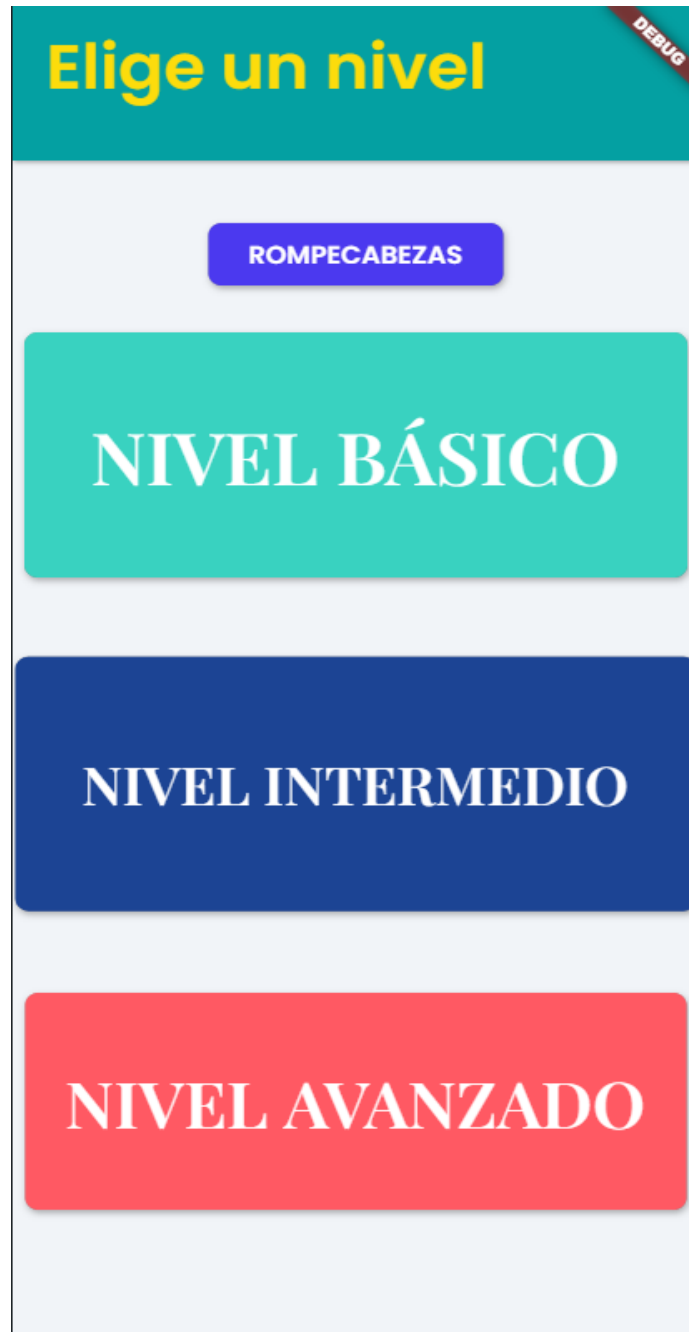 Elige un nivel
DEBUG
ROMPECABEZAS
NIVEL BÁSICO
NIVEL INTERMEDIO
NIVEL AVANZADO